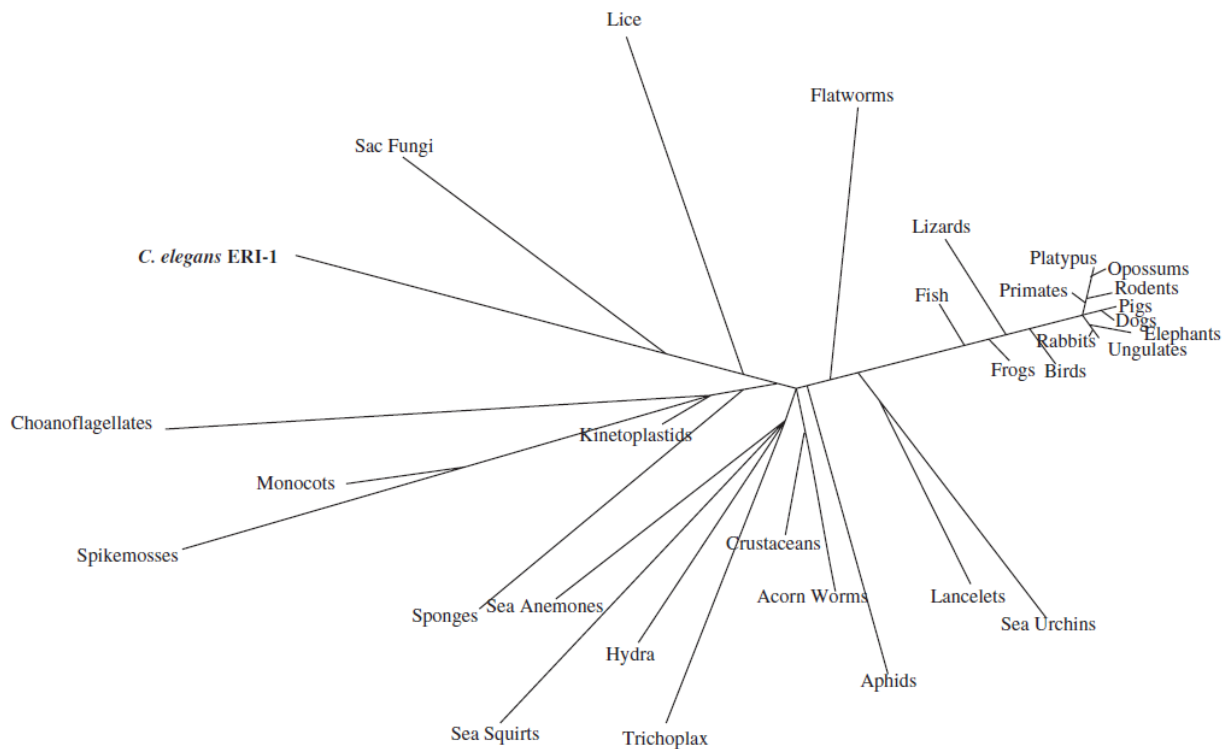 Lice
Flatworms
Sac Fungi
Lizards
C. elegans ERI-1
Platypus
Opossums
Primates
Rodents
Fish
Pigs
Dogs
Elephants
Rabbits
Ungulates
Frogs
Birds
Choanoflagellates
Kinetoplastids
Monocots
Spikemosses
Crustaceans
Sponges
Sea Anemones
Acorn Worms
Lancelets
Sea Urchins
Hydra
Aphids
Sea Squirts
Trichoplax